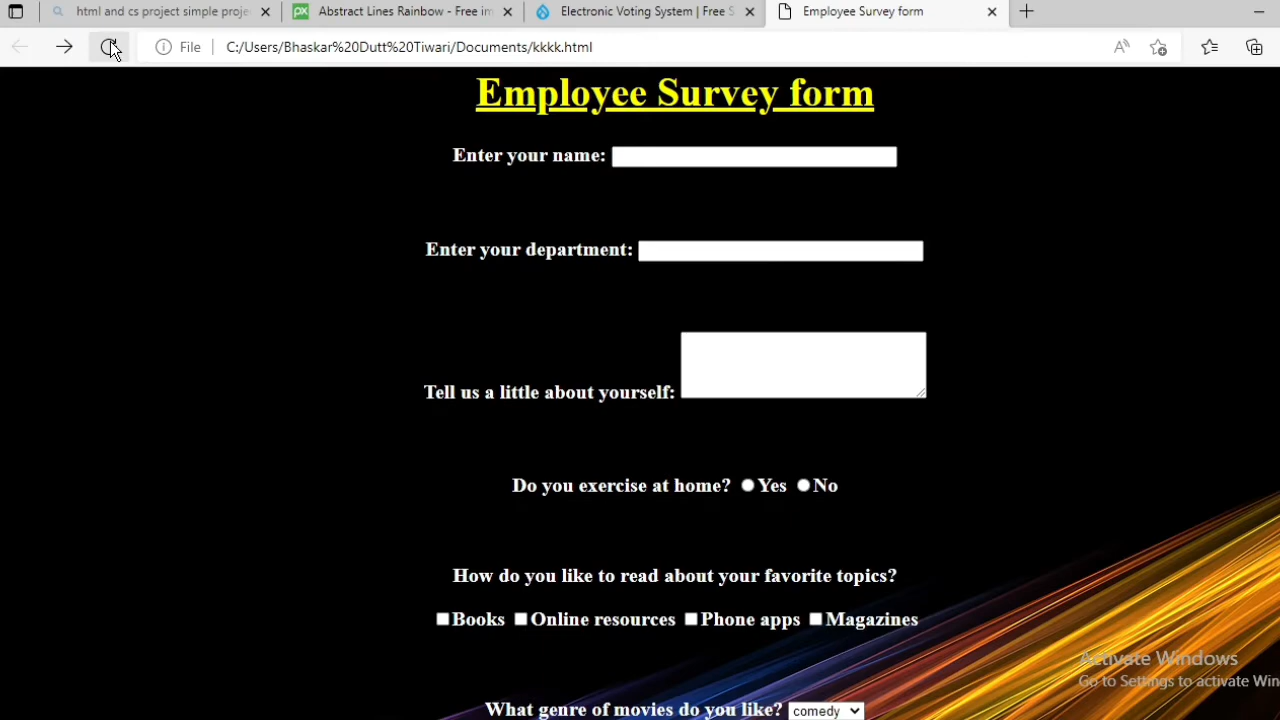 html and cs project simple proje
Abstract Lines Rainbow - Free im
Electronic Voting System | Free S
Employee Survey form
File
C:/Users/Bhaskar%20Dutt%20Tiwari/Documents/kkkk.html
Employee Survey form
Enter your name:
Enter your department:
Tell us a little about yourself:
Do you exercise at home? Yes No
How do you like to read about your favorite topics?
Books Online resources Phone apps Magazines
Activate Windows
Go to Settings to activate Win
What genre of movies do you like? comedy